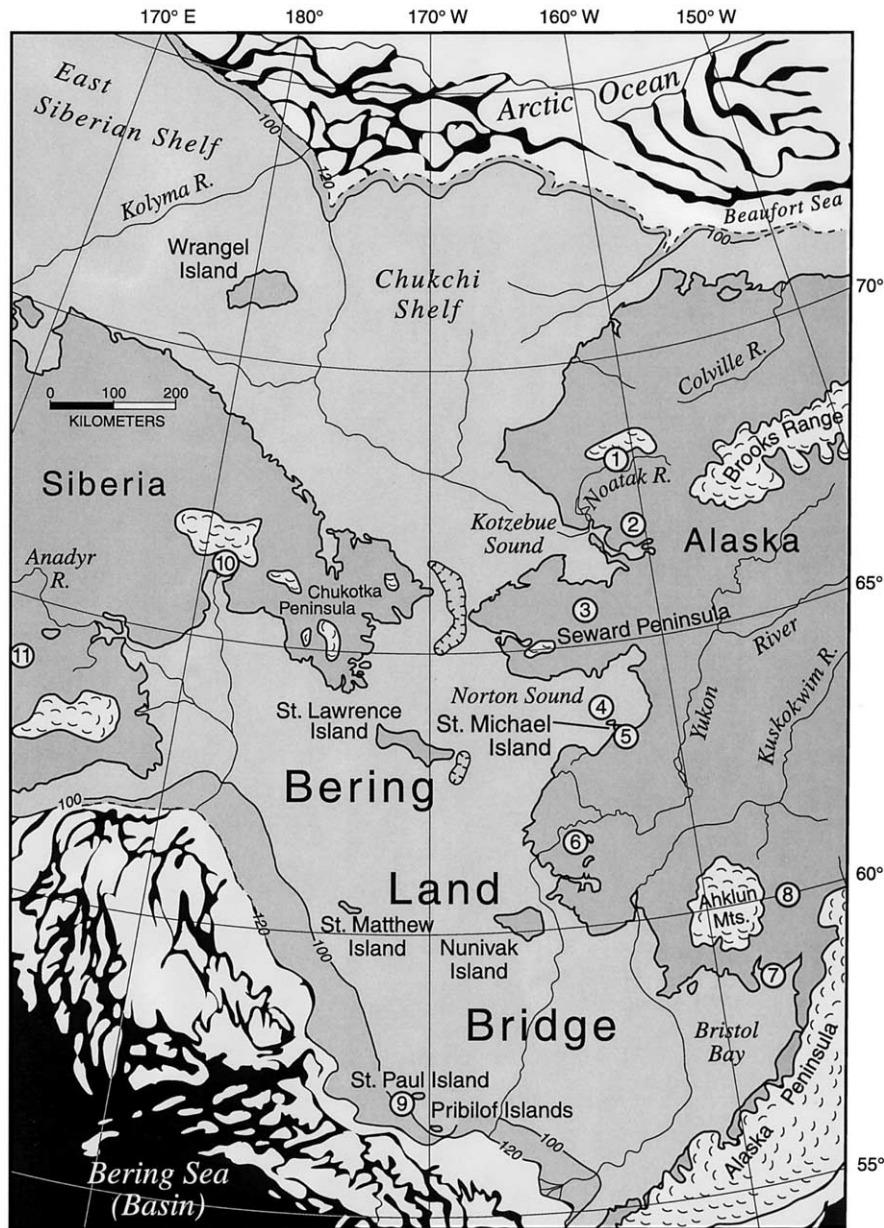 170° E
180°
170° W
160° W
150° W
East
Siberian Shelf
Arctic Ocean
100
Kolyma R.
120
Beaufort Sea
100
Wrangel
Island
Chukchi
Shelf
70°
0 100 200
KILOMETERS
Colville R.
Brooks Range
1
Noatak R.
Siberia
Kotzebue
Sound
2
Alaska
Anadyr
R.
10
Chukotka
Peninsula
65°
3
Seward Peninsula
River
11
Norton Sound
4
St. Lawrence
Island
St. Michael
Island
5
Yukon
Kuskokwim R.
Bering
100
6
Land
60°
Ahklun
Mts.
8
120
100
St. Matthew
Island
Nunivak
Island
7
Bridge
Bristol
Bay
St. Paul Island
9
Pribilof Islands
Alaska Peninsula
120
100
Bering Sea
(Basin)
55°